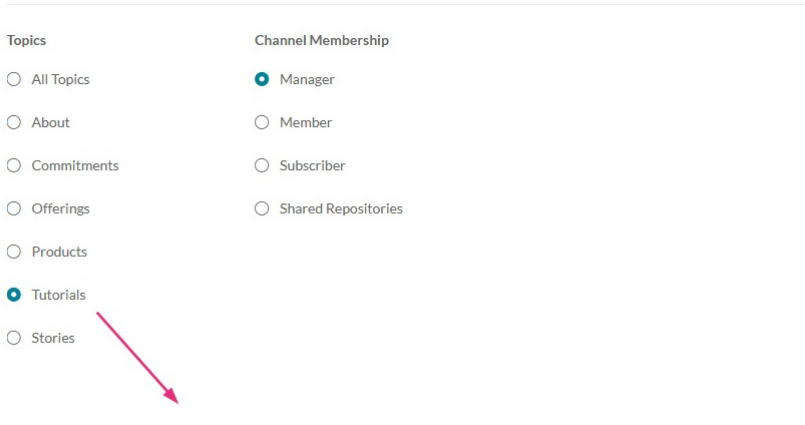 Topics
All Topics
About
Commitments
Offerings
Products
Tutorials
Stories
Channel Membership
Manager
Member
Subscriber
Shared Repositories